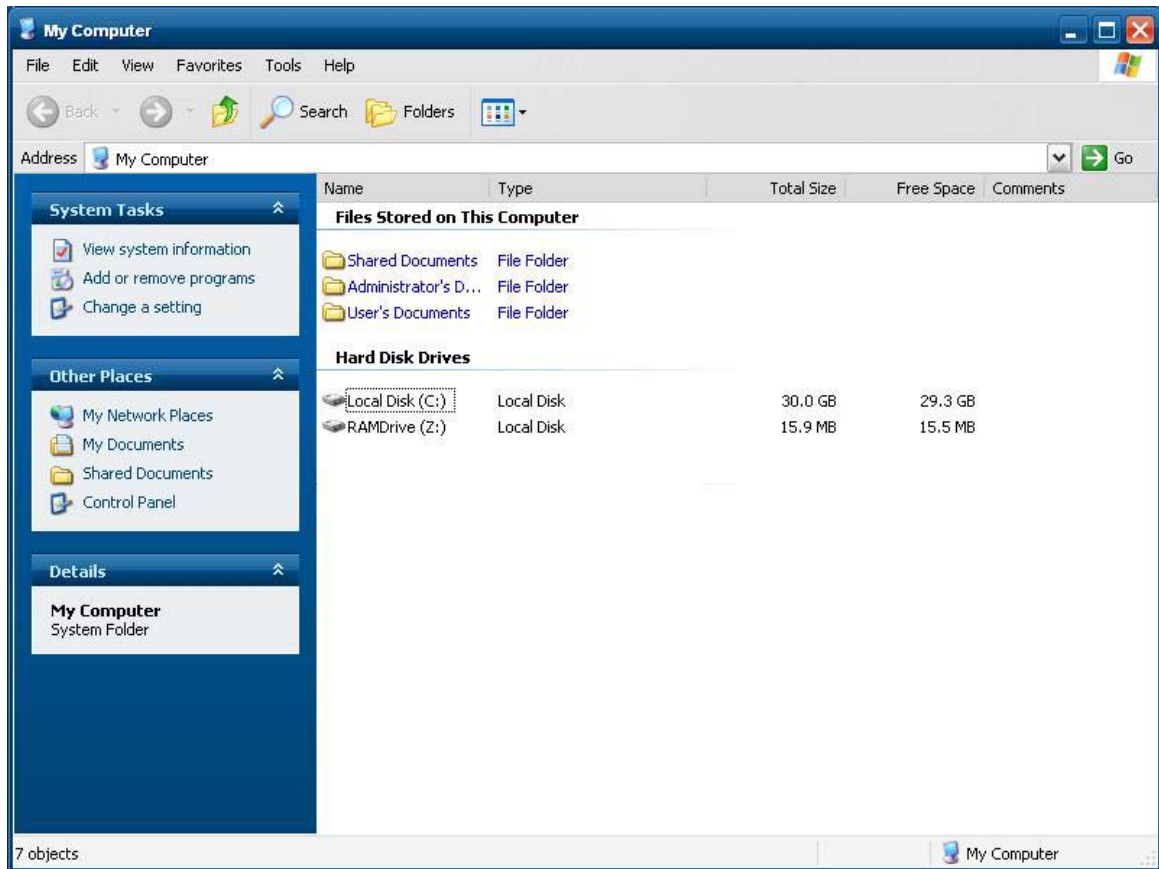 My Computer
File Edit View Favorites Tools Help
Back Search Folders
Address My Computer Go
System Tasks
View system information
Add or remove programs
Change a setting
Other Places
My Network Places
My Documents
Shared Documents
Control Panel
Details
My Computer
System Folder
Name Type Total Size Free Space Comments
Files Stored on This Computer
Shared Documents File Folder
Administrator's D... File Folder
User's Documents File Folder
Hard Disk Drives
Local Disk (C:) Local Disk 30.0 GB 29.3 GB
RAMDrive (Z:) Local Disk 15.9 MB 15.5 MB
7 objects My Computer